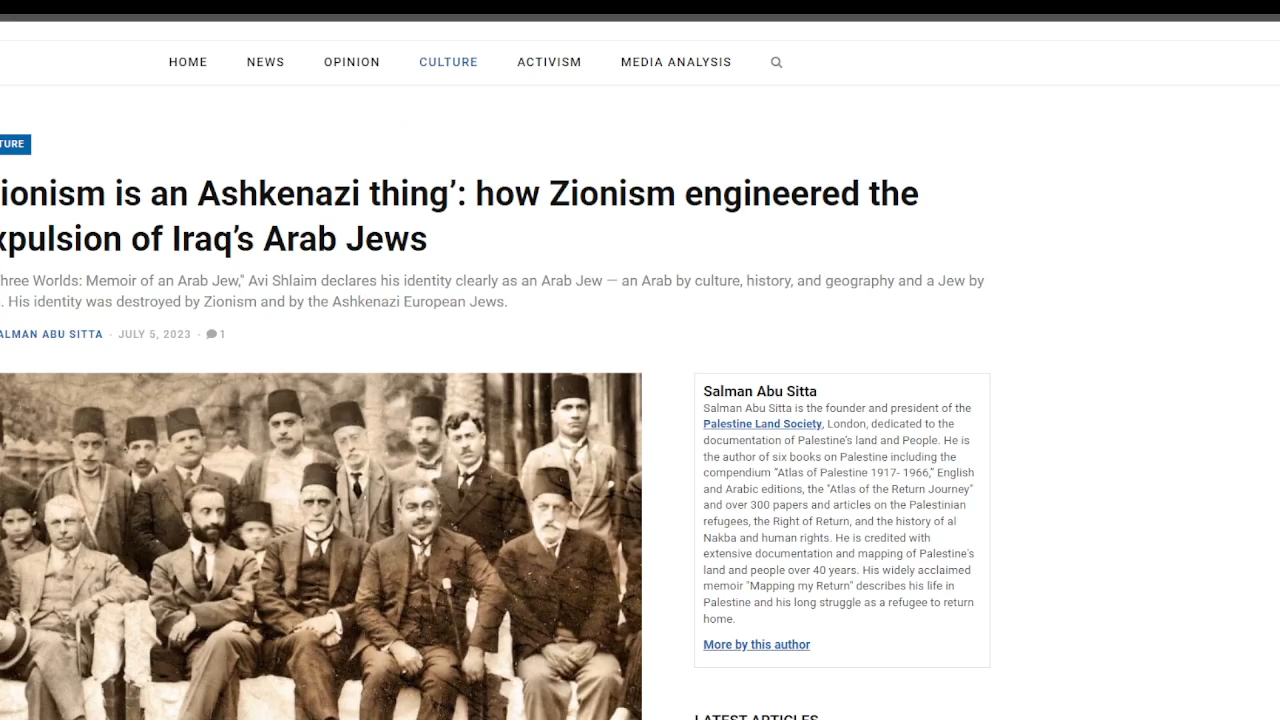 HOME NEWS OPINION CULTURE ACTIVISM MEDIA ANALYSIS
TURE
ionism is an Ashkenazi thing’: how Zionism engineered the
xpulsion of Iraq’s Arab Jews
hree Worlds: Memoir of an Arab Jew," Avi Shlaim declares his identity clearly as an Arab Jew — an Arab by culture, history, and geography and a Jew by
. His identity was destroyed by Zionism and by the Ashkenazi European Jews.
ALMAN ABU SITTA · JULY 5, 2023 · 1
Salman Abu Sitta
Salman Abu Sitta is the founder and president of the
Palestine Land Society, London, dedicated to the
documentation of Palestine's land and People. He is
the author of six books on Palestine including the
compendium “Atlas of Palestine 1917- 1966,” English
and Arabic editions, the "Atlas of the Return Journey"
and over 300 papers and articles on the Palestinian
refugees, the Right of Return, and the history of al
Nakba and human rights. He is credited with
extensive documentation and mapping of Palestine's
land and people over 40 years. His widely acclaimed
memoir "Mapping my Return" describes his life in
Palestine and his long struggle as a refugee to return
home.
More by this author
LATEST ARTICLES